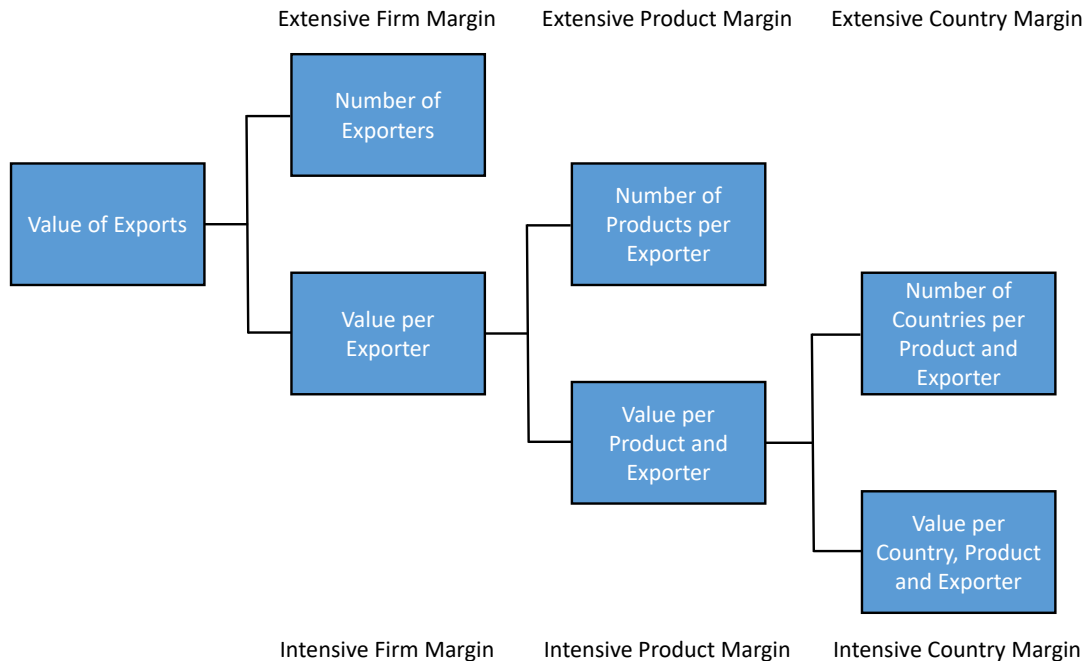 Extensive Firm Margin
Extensive Product Margin
Extensive Country Margin
Number of
Exporters
Value of Exports
Number of
Products per
Exporter
Value per
Exporter
Number of
Countries per
Product and
Exporter
Value per
Product and
Exporter
Value per
Country, Product
and Exporter
Intensive Firm Margin
Intensive Product Margin
Intensive Country Margin